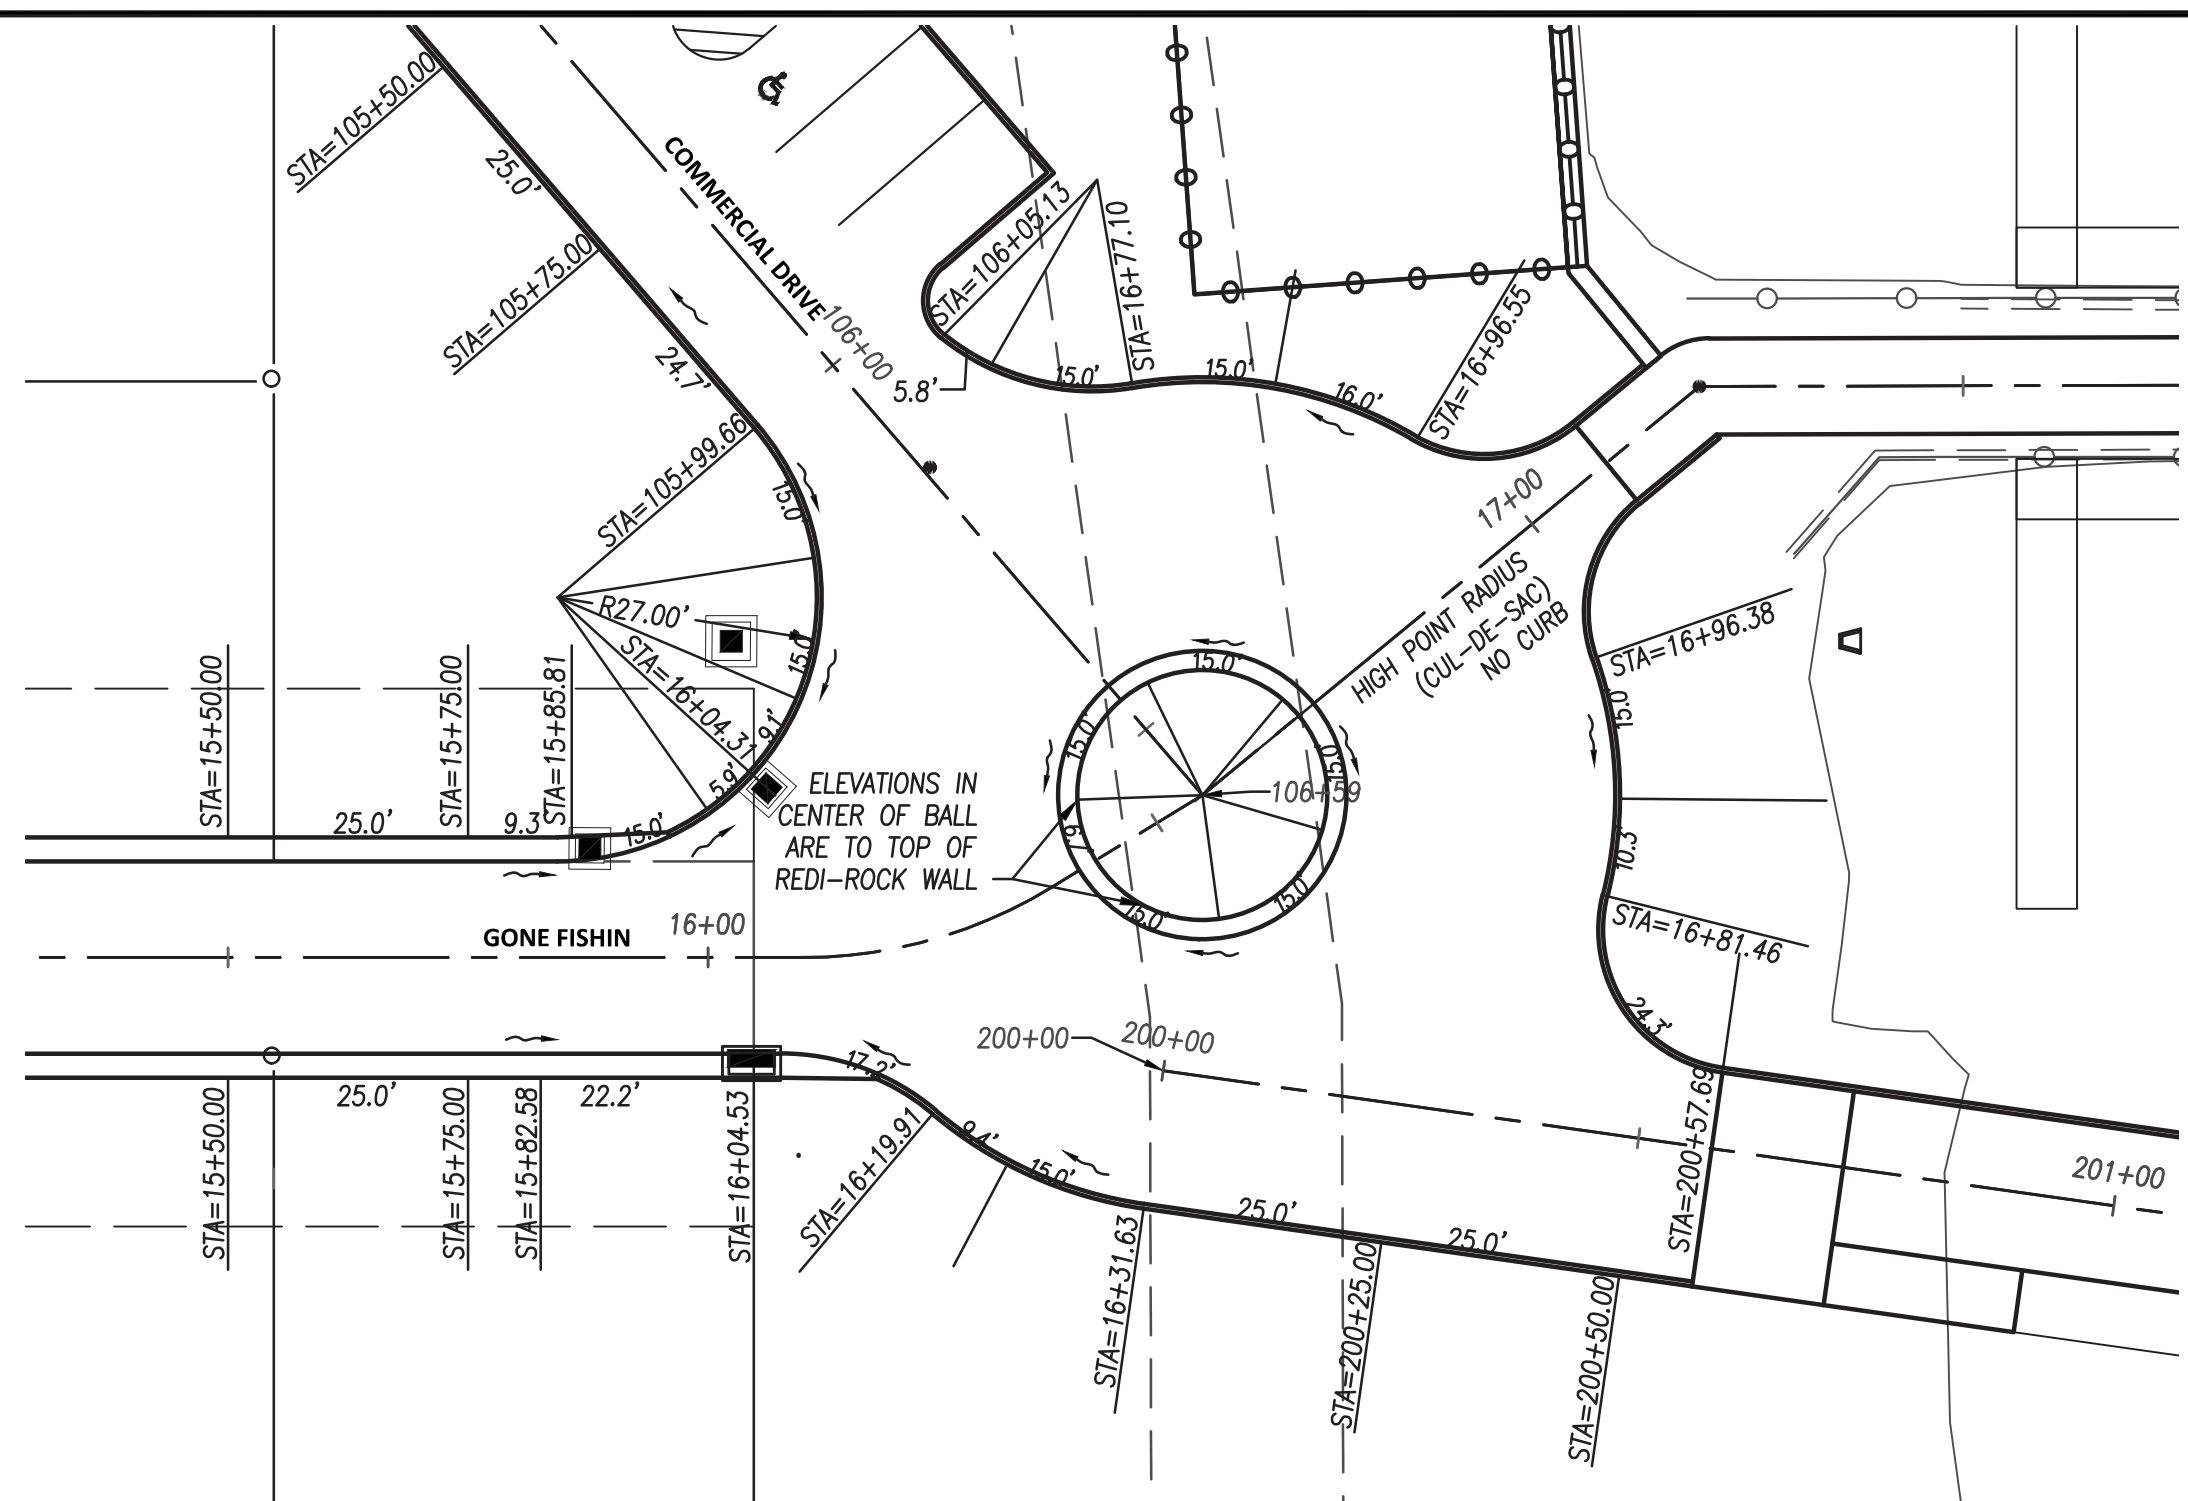 STA=105+50.00
25.0'
STA=105+75.00
24.7'
STA=105+99.66
COMMERCIAL DRIVE
106+00
STA=106+05.13
STA=16+77.10
5.8'
15.0'
15.0'
16.0'
STA=16+96.55
17+00
HIGH POINT RADIUS
(CUL-DE-SAC)
NO CURB
15.0'
R27.00'
15.0'
STA=16+04.31
9.1'
5.9'
15.0'
STA=15+50.00
25.0'
STA=15+75.00
9.3'
STA=15+85.81
ELEVATIONS IN
CENTER OF BALL
ARE TO TOP OF
REDI-ROCK WALL
15.0'
15.0'
15.0'
106+59
15.0'
15.0'
STA=16+96.38
15.0'
10.3'
STA=16+81.46
24.3'
GONE FISHIN
16+00
200+00
200+00
17.2'
STA=15+50.00
25.0'
STA=15+75.00
STA=15+82.58
22.2'
STA=16+04.53
STA=16+19.91
9.4'
15.0'
STA=16+31.63
25.0'
STA=200+25.00
25.0'
STA=200+50.00
STA=200+57.69
201+00